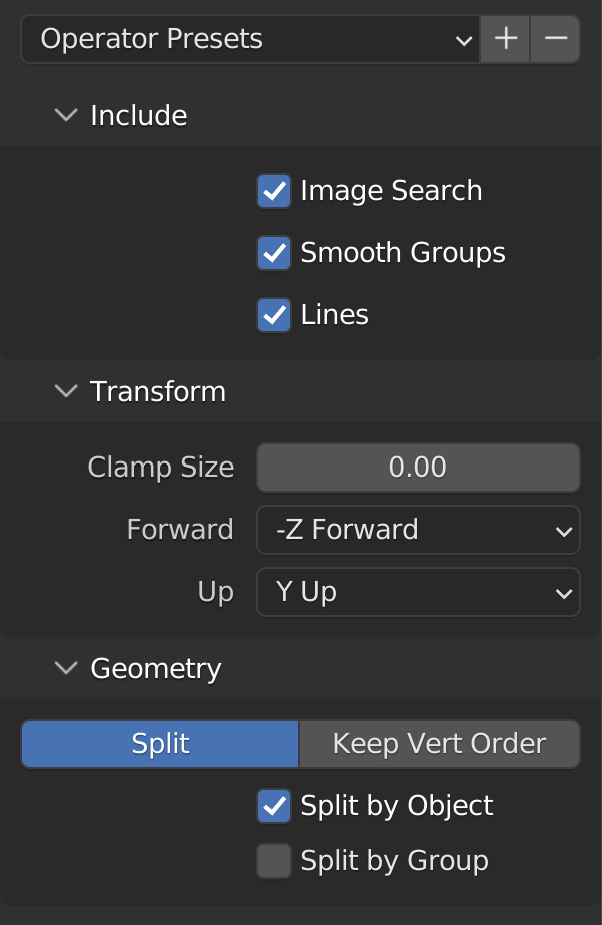 Operator Presets
Include
Image Search
Smooth Groups
Lines
Transform
Clamp Size 0.00
Forward -Z Forward
Up Y Up
Geometry
Split Keep Vert Order
Split by Object
Split by Group